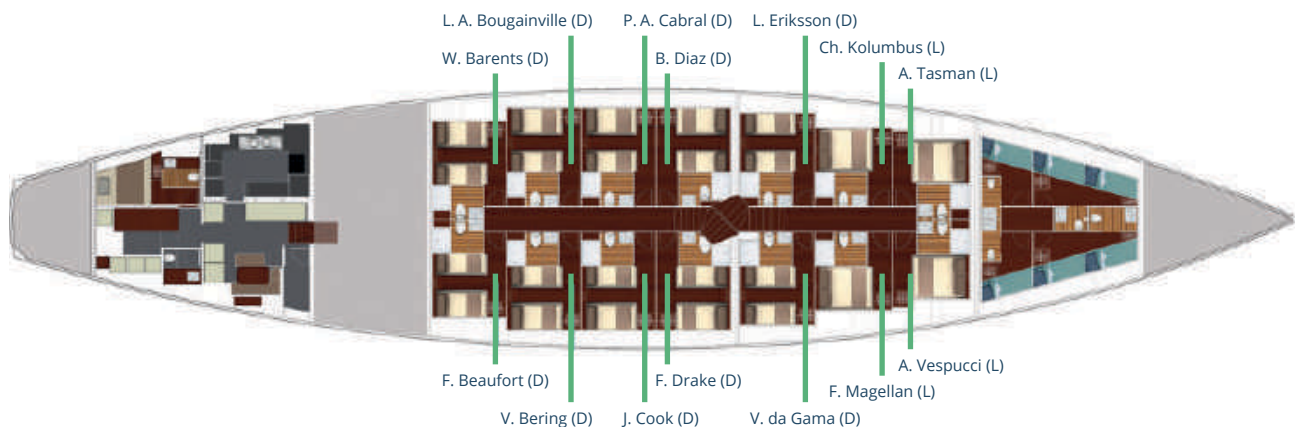 L. A. Bougainville (D)
P. A. Cabral (D)
L. Eriksson (D)
Ch. Kolumbus (L)
W. Barents (D)
B. Diaz (D)
A. Tasman (L)
A. Vespucci (L)
F. Beaufort (D)
F. Drake (D)
F. Magellan (L)
V. Bering (D)
J. Cook (D)
V. da Gama (D)